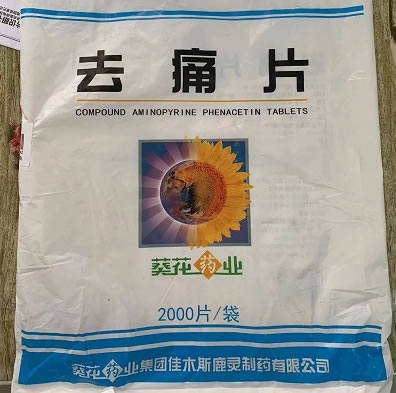 去痛片
COMPOUND AMINOPYRINE PHENACETIN TABLETS
葵花药业
2000片/袋
葵花药业集团佳木斯鹿灵制药有限公司